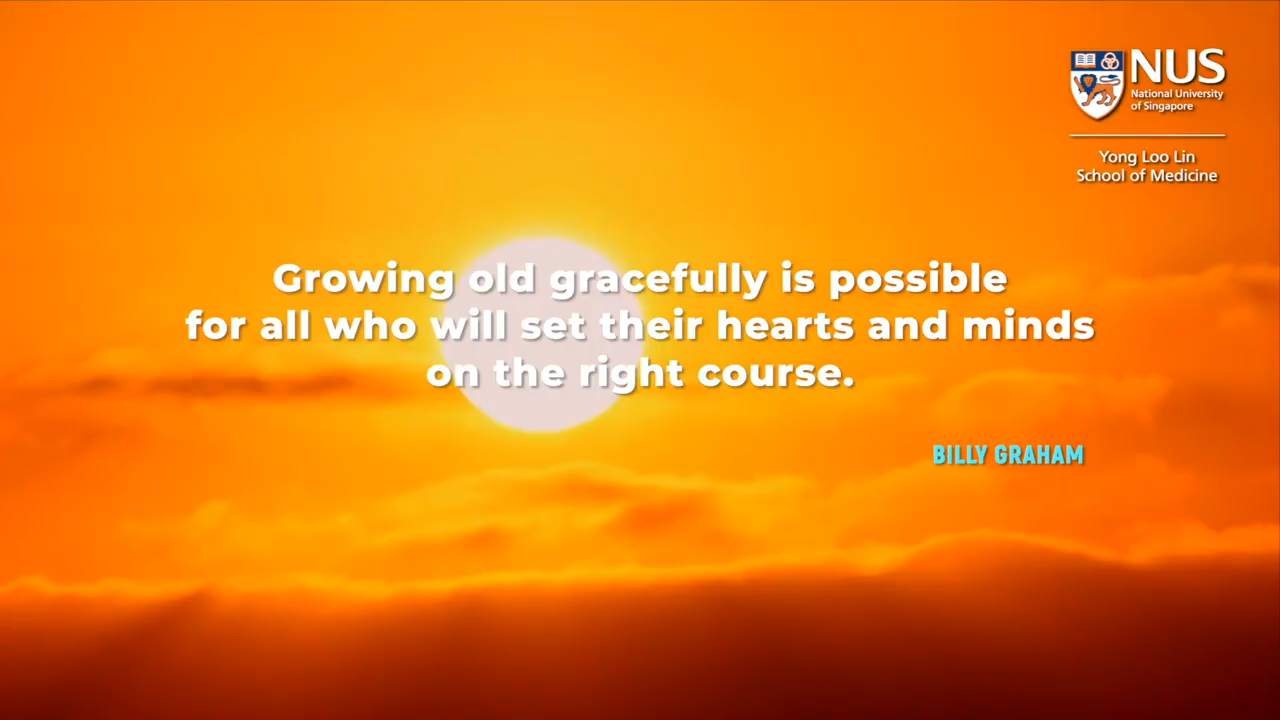 NUS
National University
of Singapore
Yong Loo Lin
School of Medicine
Growing old gracefully is possible
for all who will set their hearts and minds
on the right course.
BILLY GRAHAM